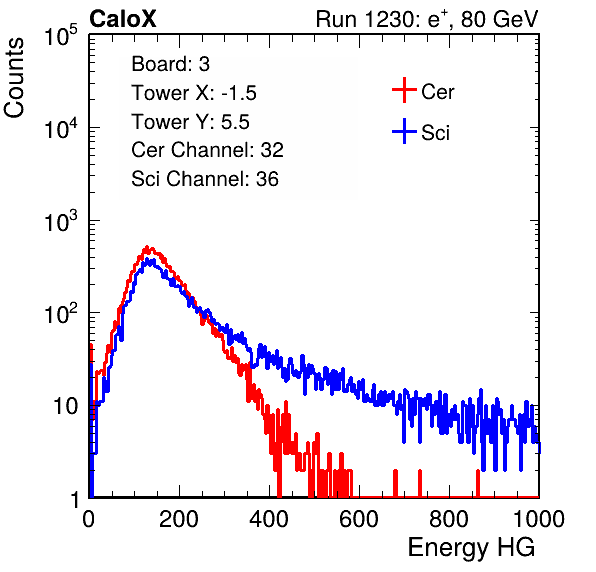 CaloX Run 1230: e⁺, 80 GeV
Counts
Board: 3
Tower X: -1.5
Tower Y: 5.5
Cer Channel: 32
Sci Channel: 36
Cer
Sci
10⁵
10⁴
10³
10²
10
1
0 200 400 600 800 1000
Energy HG